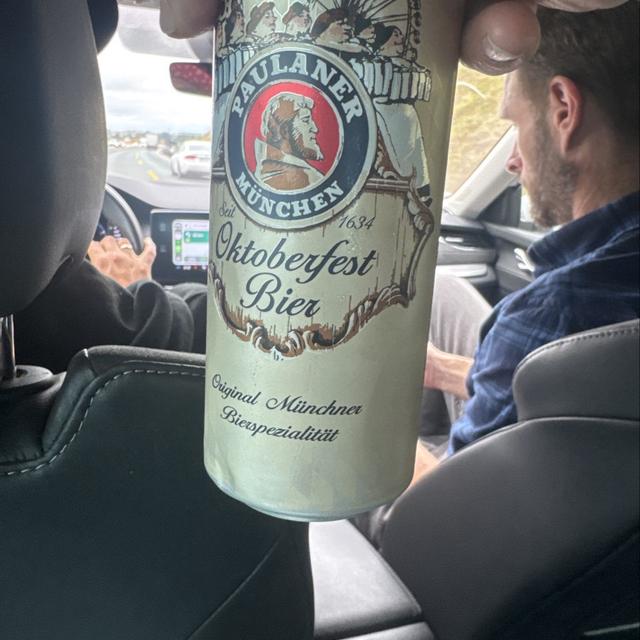 PAULANER
MÜNCHEN
Seit 1634
Oktoberfest
Bier
Original Münchner
Bierspezialität